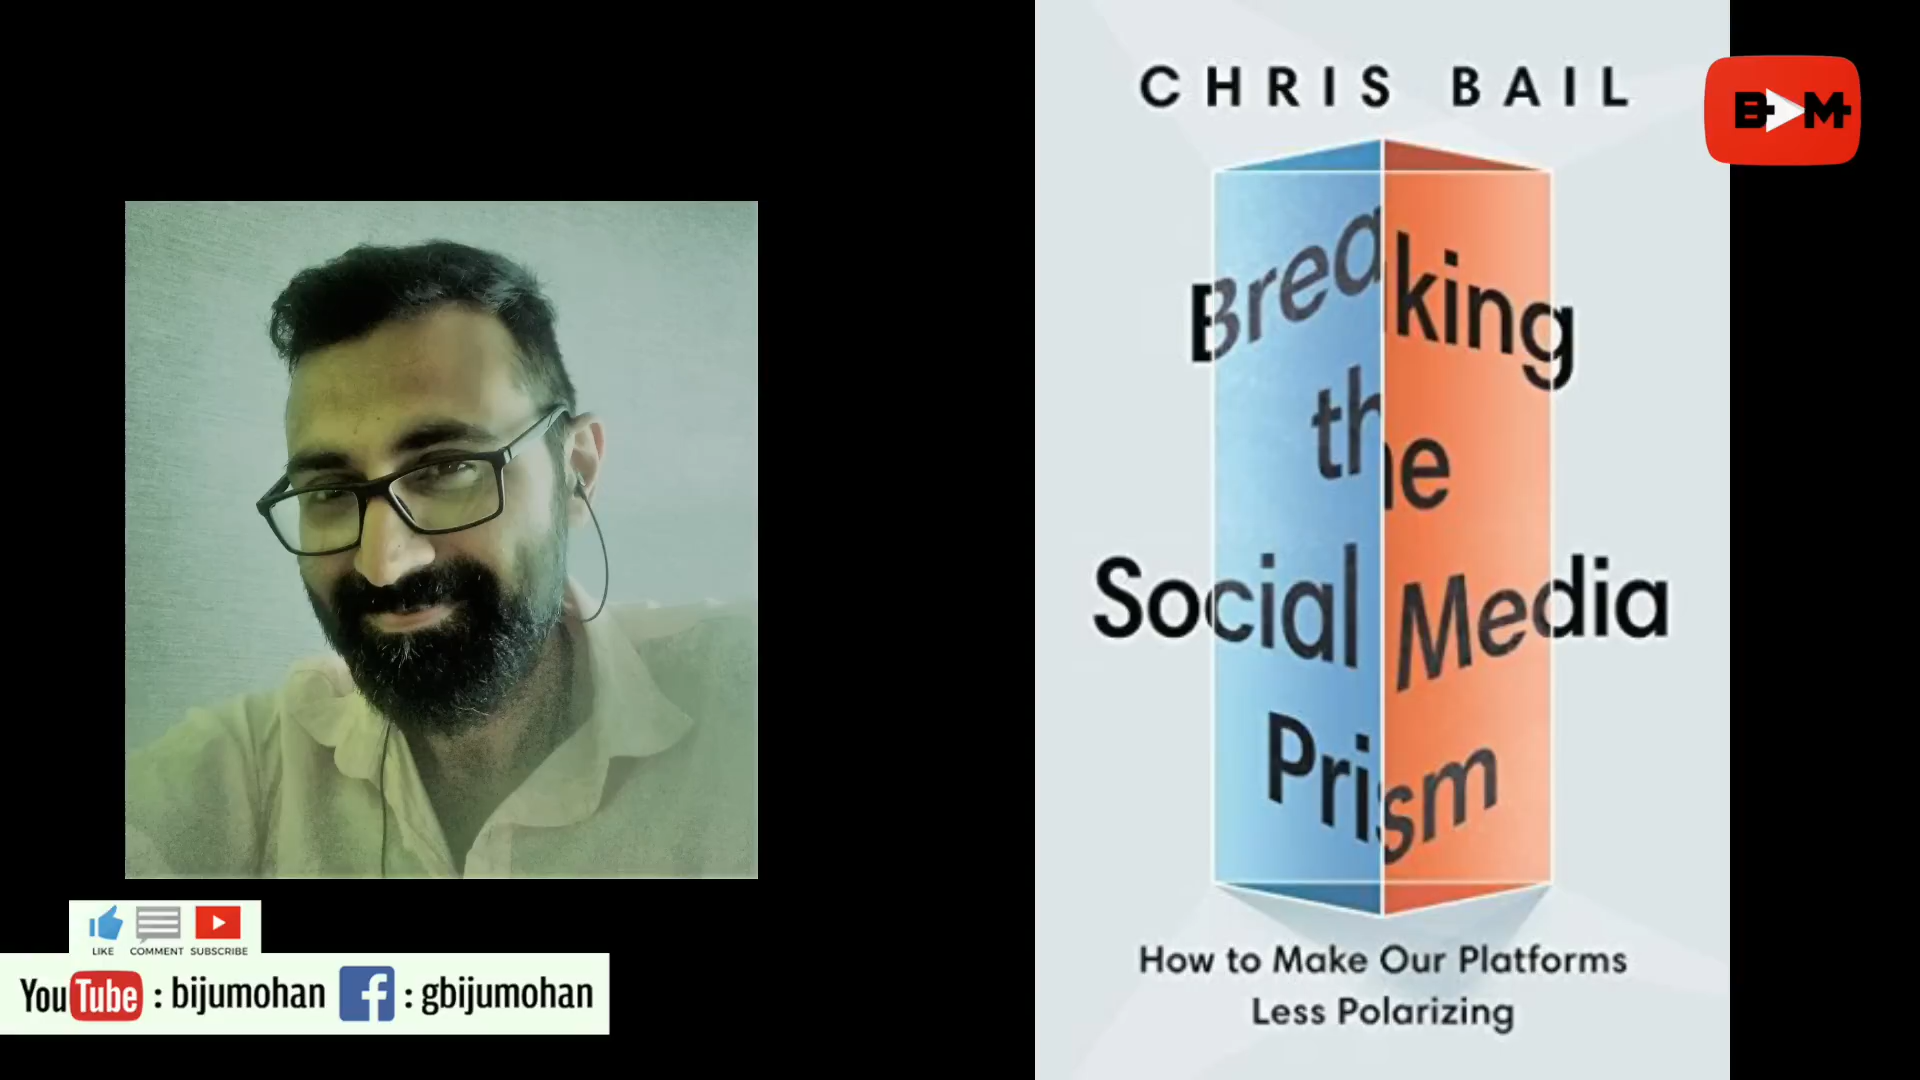 CHRIS BAIL
B M
Breaking
the
Social Media
Prism
How to Make Our Platforms
Less Polarizing
LIKE COMMENT SUBSCRIBE
YouTube : bijumohan f : gbijumohan